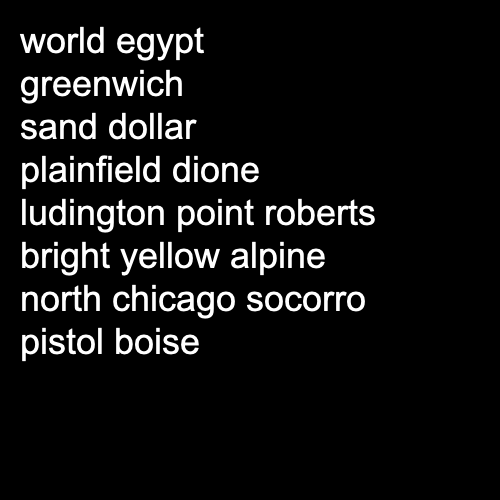 world egypt
greenwich
sand dollar
plainfield dione
ludington point roberts
bright yellow alpine
north chicago socorro
pistol boise